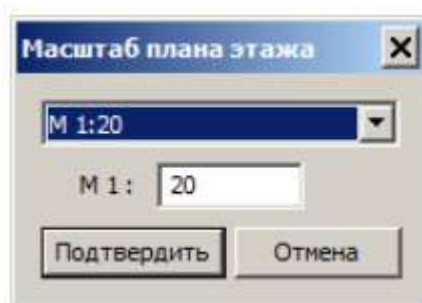 Масштаб плана этажа
М 1:20
М 1: 20
Подтвердить Отмена